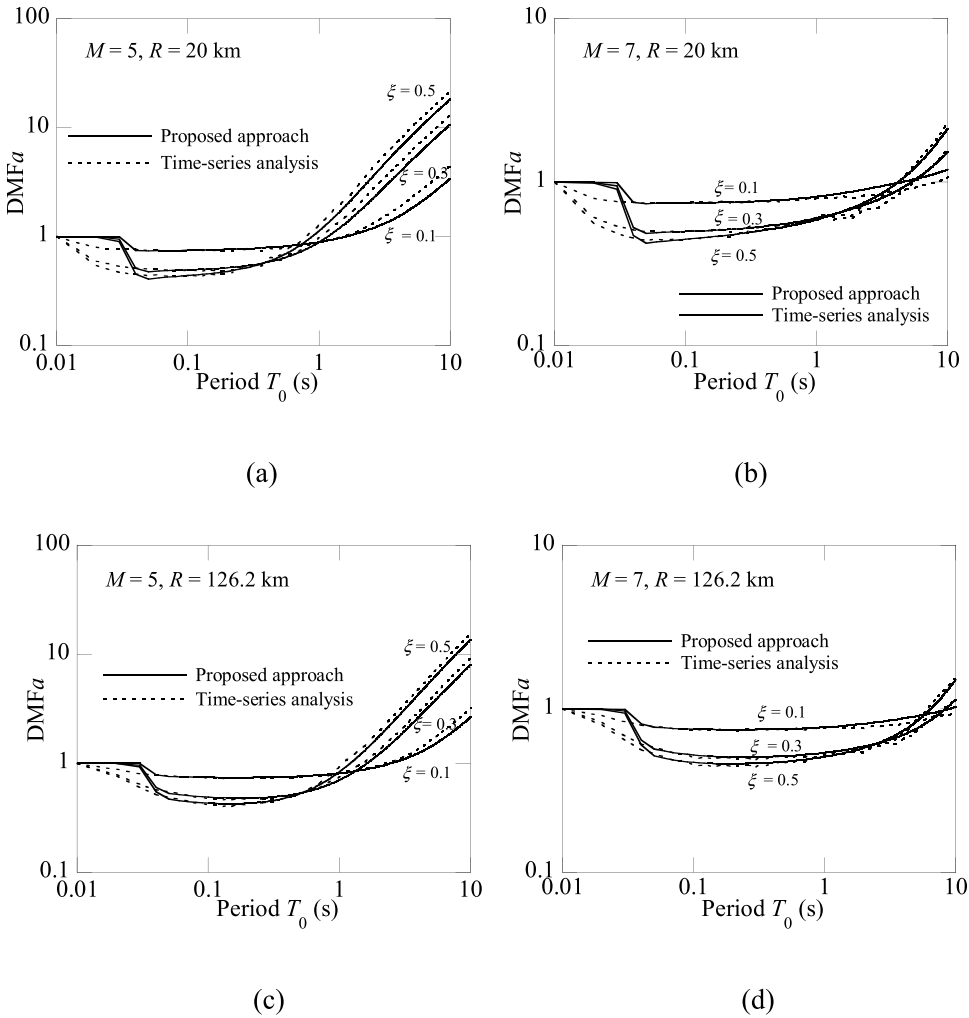 100
M = 5, R = 20 km
ξ = 0.5
10
Proposed approach
Time-series analysis
ξ = 0.3
DMFa
1
ξ = 0.1
0.1
0.01
0.1
1
10
Period T0 (s)
(a)
10
M = 7, R = 20 km
DMFa
1
ξ= 0.1
ξ = 0.3
ξ = 0.5
Proposed approach
Time-series analysis
0.1
0.01
0.1
1
10
Period T0 (s)
(b)
100
M = 5, R = 126.2 km
10
ξ = 0.5
Proposed approach
Time-series analysis
ξ = 0.3
DMFa
1
ξ = 0.1
0.1
0.01
0.1
1
10
Period T0 (s)
(c)
10
M = 7, R = 126.2 km
Proposed approach
Time-series analysis
DMFa
1
ξ = 0.1
ξ = 0.3
ξ = 0.5
0.1
0.01
0.1
1
10
Period T0 (s)
(d)